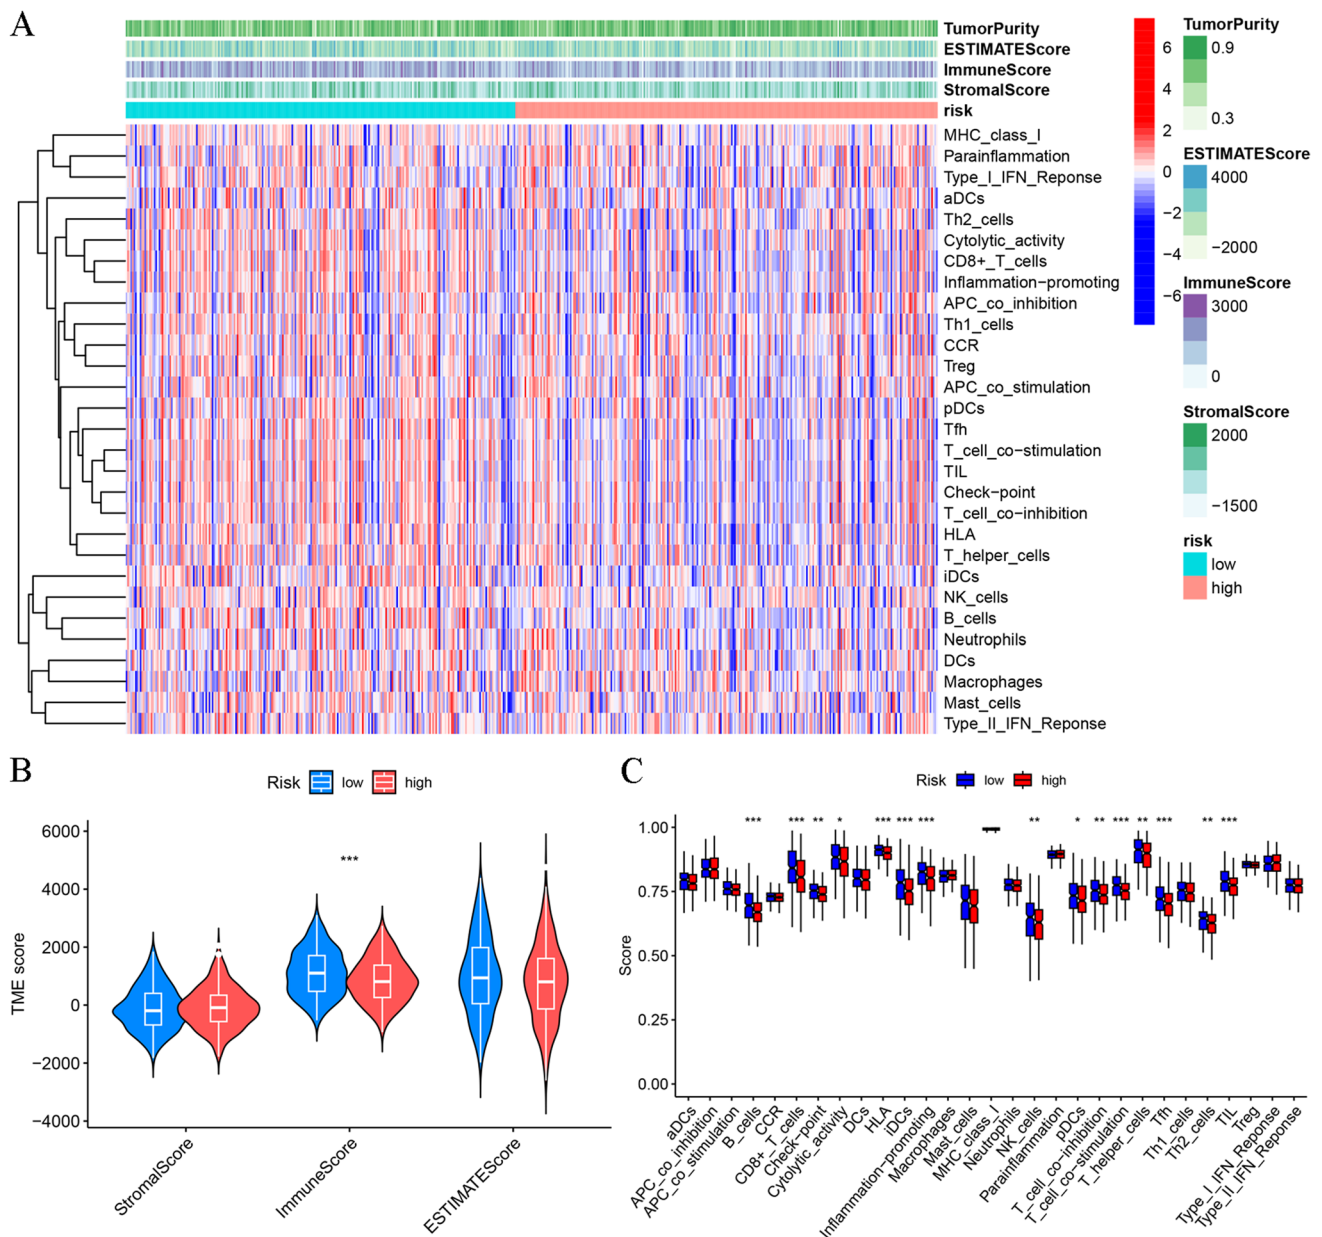 A
TumorPurity
ESTIMATEScore
ImmuneScore
StromalScore
risk
MHC_class_I
Parainflammation
Type_I_IFN_Reponse
aDCs
Th2_cells
Cytolytic_activity
CD8+_T_cells
Inflammation−promoting
APC_co_inhibition
Th1_cells
CCR
Treg
APC_co_stimulation
pDCs
Tfh
T_cell_co−stimulation
TIL
Check−point
T_cell_co−inhibition
HLA
T_helper_cells
iDCs
NK_cells
B_cells
Neutrophils
DCs
Macrophages
Mast_cells
Type_II_IFN_Reponse
6
4
2
0
−2
−4
−6
TumorPurity
0.9
0.3
ESTIMATEScore
4000
−2000
ImmuneScore
3000
0
StromalScore
2000
−1500
risk
low
high
B
Risk low high
TME score
6000
4000
2000
0
−2000
−4000
***
StromalScore
ImmuneScore
ESTIMATEScore
C
Risk low high
Score
1.00
0.75
0.50
0.25
0.00
*** *** ** * *** *** *** ** * ** *** ** *** ** ***
aDCs
APC_co_inhibition
APC_co_stimulation
B_cells
CCR
CD8+_T_cells
Check−point
Cytolytic_activity
DCs
HLA
iDCs
Inflammation−promoting
Macrophages
Mast_cells
MHC_class_I
Neutrophils
NK_cells
Parainflammation
pDCs
T_cell_co−inhibition
T_cell_co−stimulation
T_helper_cells
Tfh
Th1_cells
Th2_cells
TIL
Treg
Type_I_IFN_Reponse
Type_II_IFN_Reponse